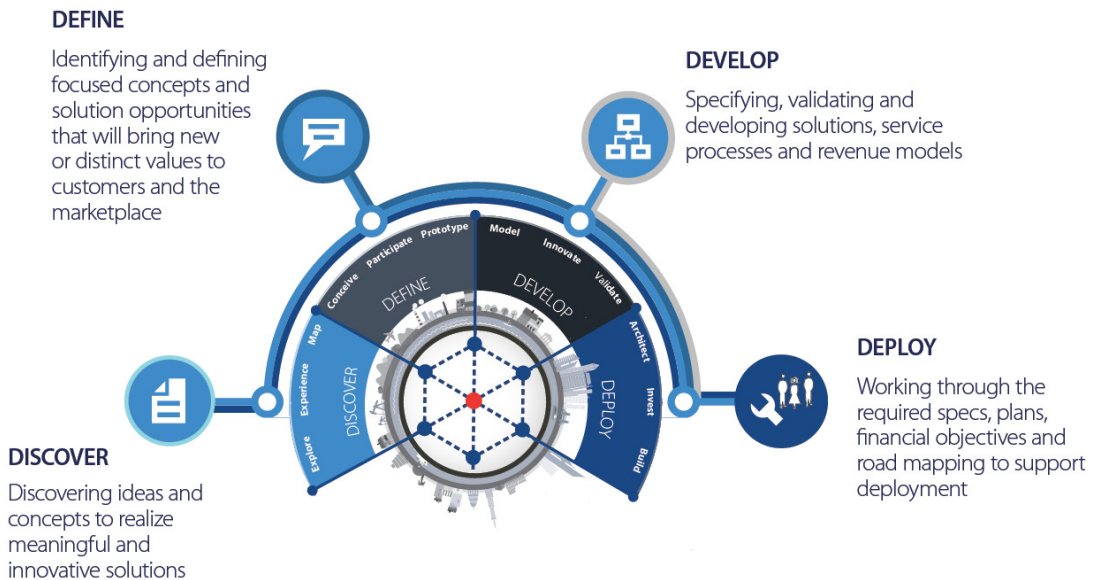 DEFINE
Identifying and defining
focused concepts and
solution opportunities
that will bring new
or distinct values to
customers and the
marketplace
DEVELOP
Specifying, validating and
developing solutions, service
processes and revenue models
DISCOVER
Discovering ideas and
concepts to realize
meaningful and
innovative solutions
DEPLOY
Working through the
required specs, plans,
financial objectives and
road mapping to support
deployment
Explore
Experience
Map
DISCOVER
Conceive
Participate
Prototype
DEFINE
Model
Innovate
Validate
DEVELOP
Architect
Invest
Build
DEPLOY